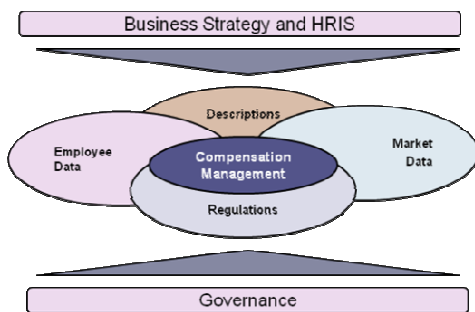 Business Strategy and HRIS
Descriptions
Employee
Data
Market
Data
Compensation
Management
Regulations
Governance